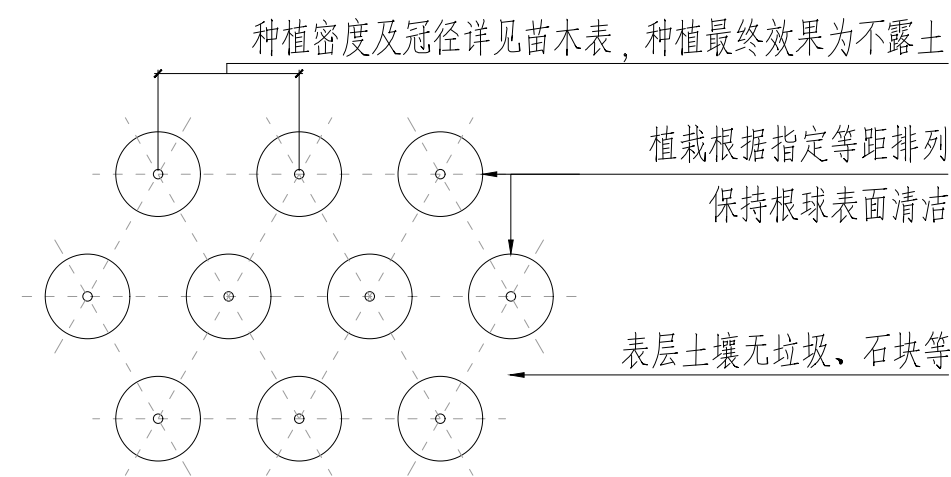 种植密度及冠径详见苗木表，种植最终效果为不露土
植栽根据指定等距排列
保持根球表面清洁
表层土壤无垃圾、石块等